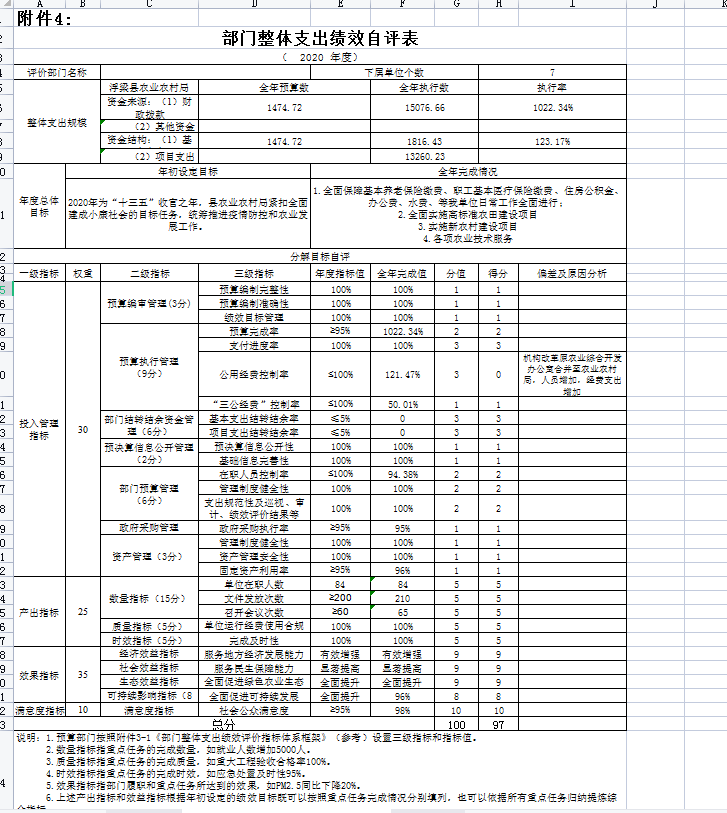 A B C D E F G H I J K
附件4:
部门整体支出绩效自评表
（ 2020 年度）
评价部门名称 下属单位个数 7
整体支出规模 浮梁县农业农村局 全年预算数 全年执行数 执行率
资金来源：（1）财政拨款 1474.72 15076.66 1022.34%
（2）其他资金
资金结构：（1）基 1474.72 1816.43 123.17%
（2）项目支出 13260.23
年度总体目标 年初设定目标 全年完成情况
2020年为“十三五”收官之年，县农业农村局紧扣全面建成小康社会的目标任务，统筹推进疫情防控和农业发展工作。
1.全面保障基本养老保险缴费、职工基本医疗保险缴费、住房公积金、办公费、水费、等我单位日常工作全面进行；
2.全面实施高标准农田建设项目
3.实施新农村建设项目
4.各项农业技术服务
分解目标自评
一级指标 权重 二级指标 三级指标 年度指标值 全年完成值 分值 得分 偏差及原因分析
投入管理指标 30 预算编审管理(3分) 预算编制完整性 100% 100% 1 1
预算编制准确性 100% 100% 1 1
绩效目标管理 100% 100% 1 1
预算执行管理（9分） 预算完成率 ≥95% 1022.34% 2 2
支付进度率 100% 100% 3 3
公用经费控制率 ≤100% 121.47% 3 0 机构改革原农业综合开发办公室合并至农业农村局，人员增加，经费支出增加
“三公经费”控制率 ≤100% 50.01% 1 1
部门结转结余资金管理（6分） 基本支出结转结余率 ≤5% 0 3 3
项目支出结转结余率 ≤5% 0 3 3
预决算信息公开管理（2分） 预决算信息公开性 100% 100% 1 1
基础信息完善性 100% 100% 1 1
部门预算管理（6分） 在职人员控制率 ≤100% 94.38% 2 2
管理制度健全性 100% 100% 2 2
支出规范性及巡视、审计、绩效评价结果等 100% 100% 2 2
政府采购管理 政府采购执行率 ≥95% 95% 1 1
资产管理（3分） 管理制度健全性 100% 100% 1 1
资产管理安全性 100% 100% 1 1
固定资产利用率 ≥95% 96% 1 1
产出指标 25 数量指标（15分） 单位在职人数 84 84 5 5
文件发放次数 ≥200 210 5 5
召开会议次数 ≥60 65 5 5
质量指标（5分） 单位运行经费使用合规 100% 100% 5 5
时效指标（5分） 完成及时性 100% 100% 5 5
效果指标 35 经济效益指标 服务地方经济发展能力 有效增强 有效增强 9 9
社会效益指标 服务民生保障能力 显著提高 显著提高 9 9
生态效益指标 全面促进绿色农业生态 全面提升 全面提升 9 9
可持续影响指标（8 全面促进可持续发展 全面提升 96% 8 8
满意度指标 10 满意度指标 社会公众满意度 ≥95% 98% 10 10
总分 100 97
说明：1.预算部门按照附件3-1《部门整体支出绩效评价指标体系框架》（参考）设置三级指标和指标值。
2.数量指标指重点任务的完成数量，如就业人数增加5000人。
3.质量指标指重点任务的完成质量，如重大工程验收合格率100%。
4.时效指标指重点任务的完成时效，如应急处置及时性95%。
5.效果指标指部门履职和重点任务所达到的效果，如PM2.5同比下降20%。
6.上述产出指标和效益指标根据年初设定的绩效目标既可以按照重点任务完成情况分别填列，也可以依据所有重点任务归纳提炼综